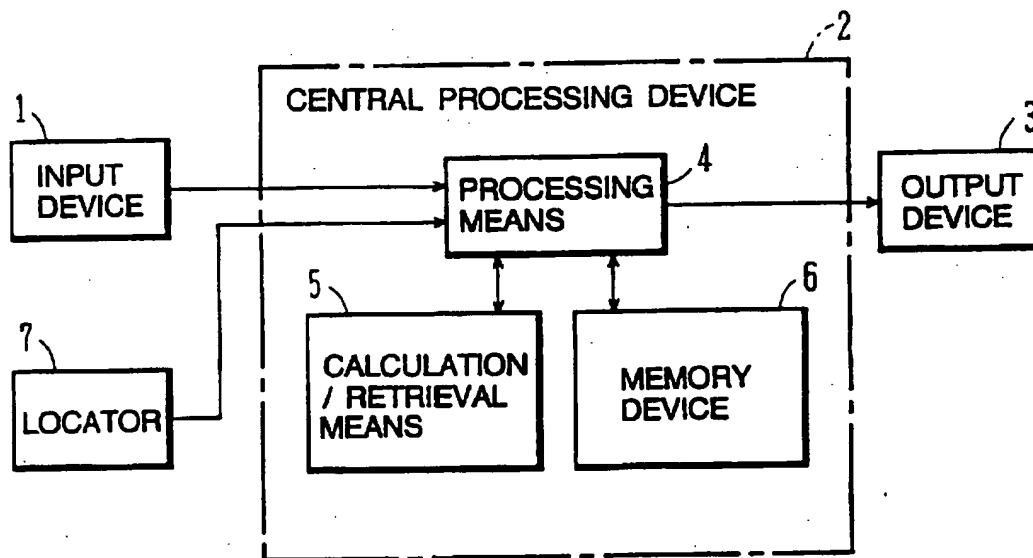 2
CENTRAL PROCESSING DEVICE
1
INPUT
DEVICE
4
PROCESSING
MEANS
3
OUTPUT
DEVICE
5
CALCULATION
/ RETRIEVAL
MEANS
6
MEMORY
DEVICE
7
LOCATOR